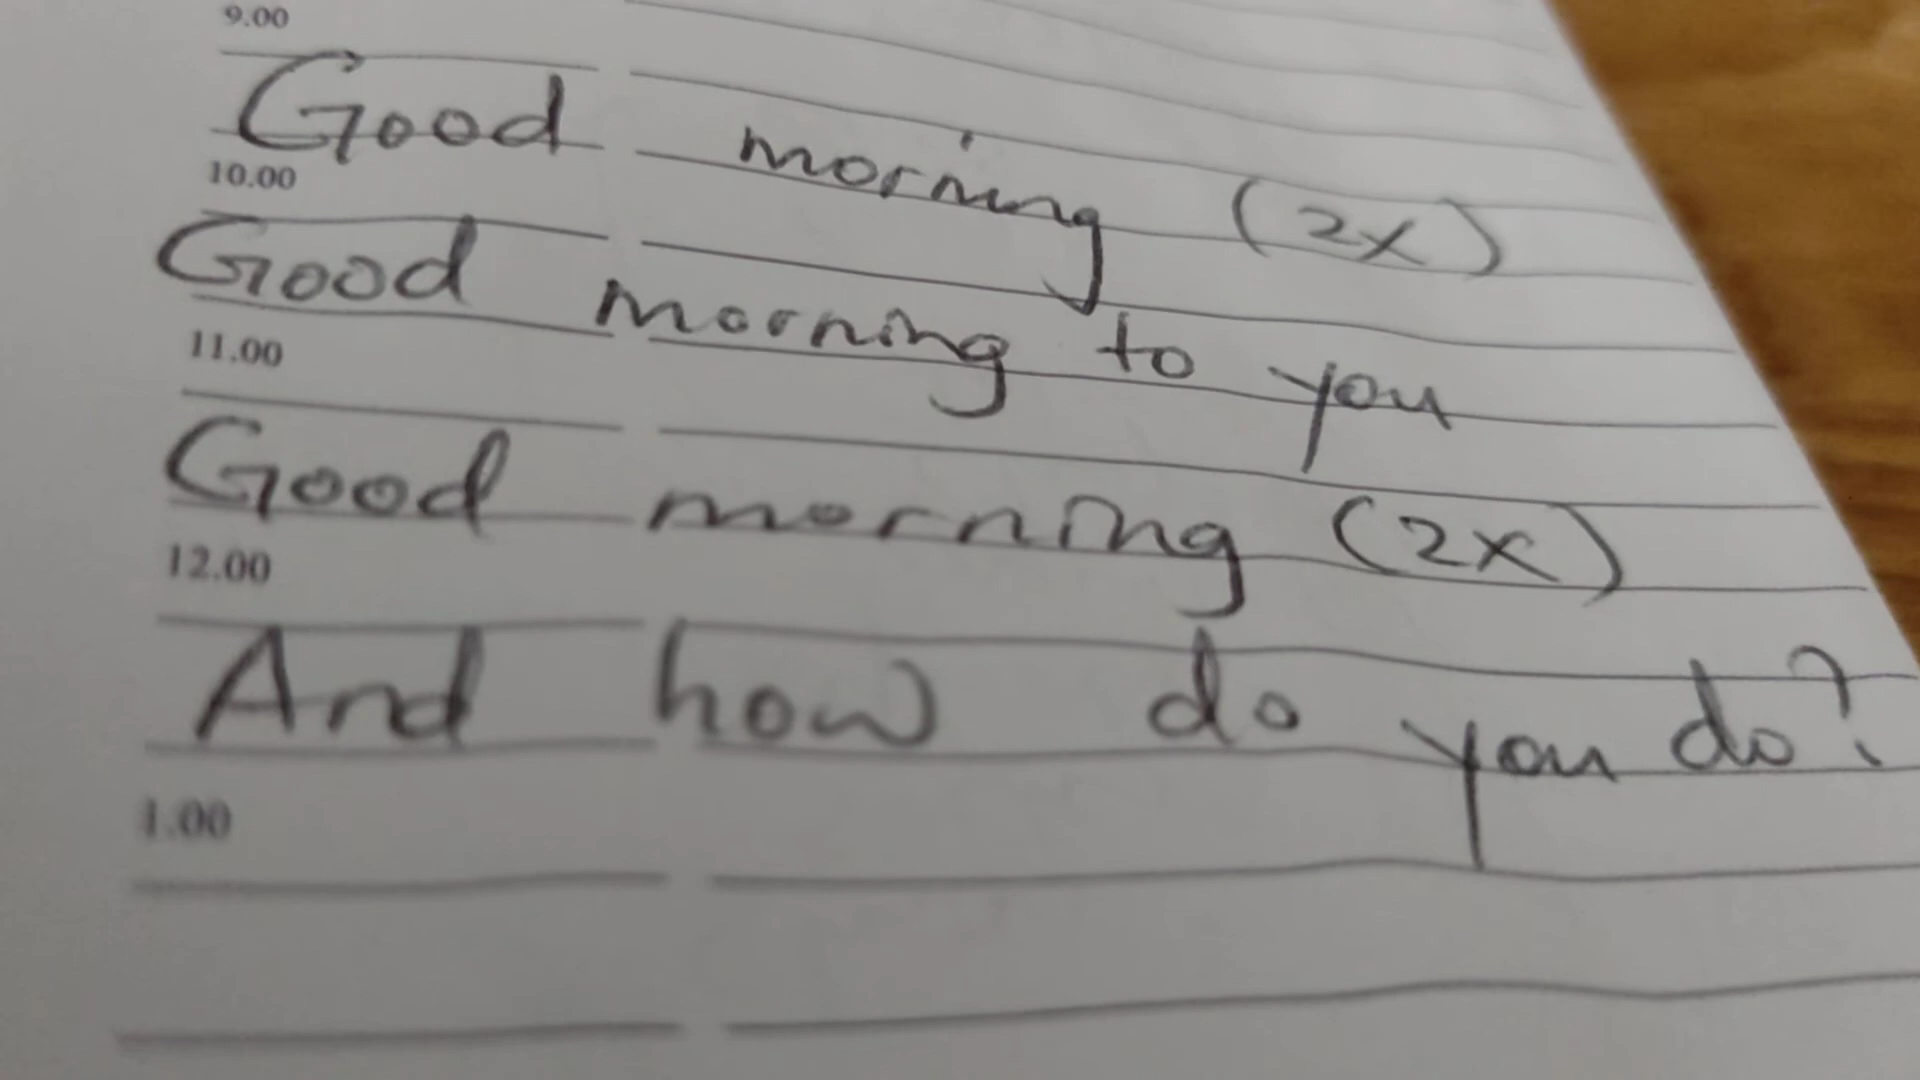 9.00
Good morning (2x)
10.00
Good morning to you
11.00
Good morning (2x)
12.00
And how do you do?
1.00